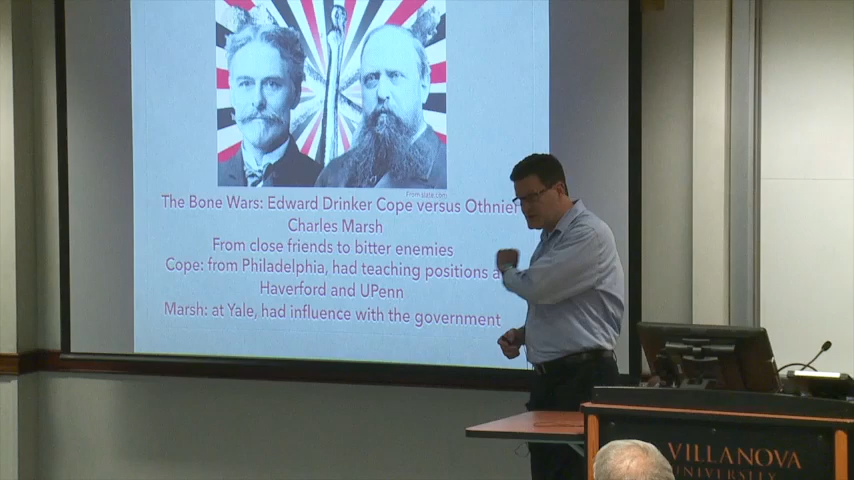 From slate.com
The Bone Wars: Edward Drinker Cope versus Othniel
Charles Marsh
From close friends to bitter enemies
Cope: from Philadelphia, had teaching positions a
Haverford and UPenn
Marsh: at Yale, had influence with the government
VILLANOVA
UNIVERSITY